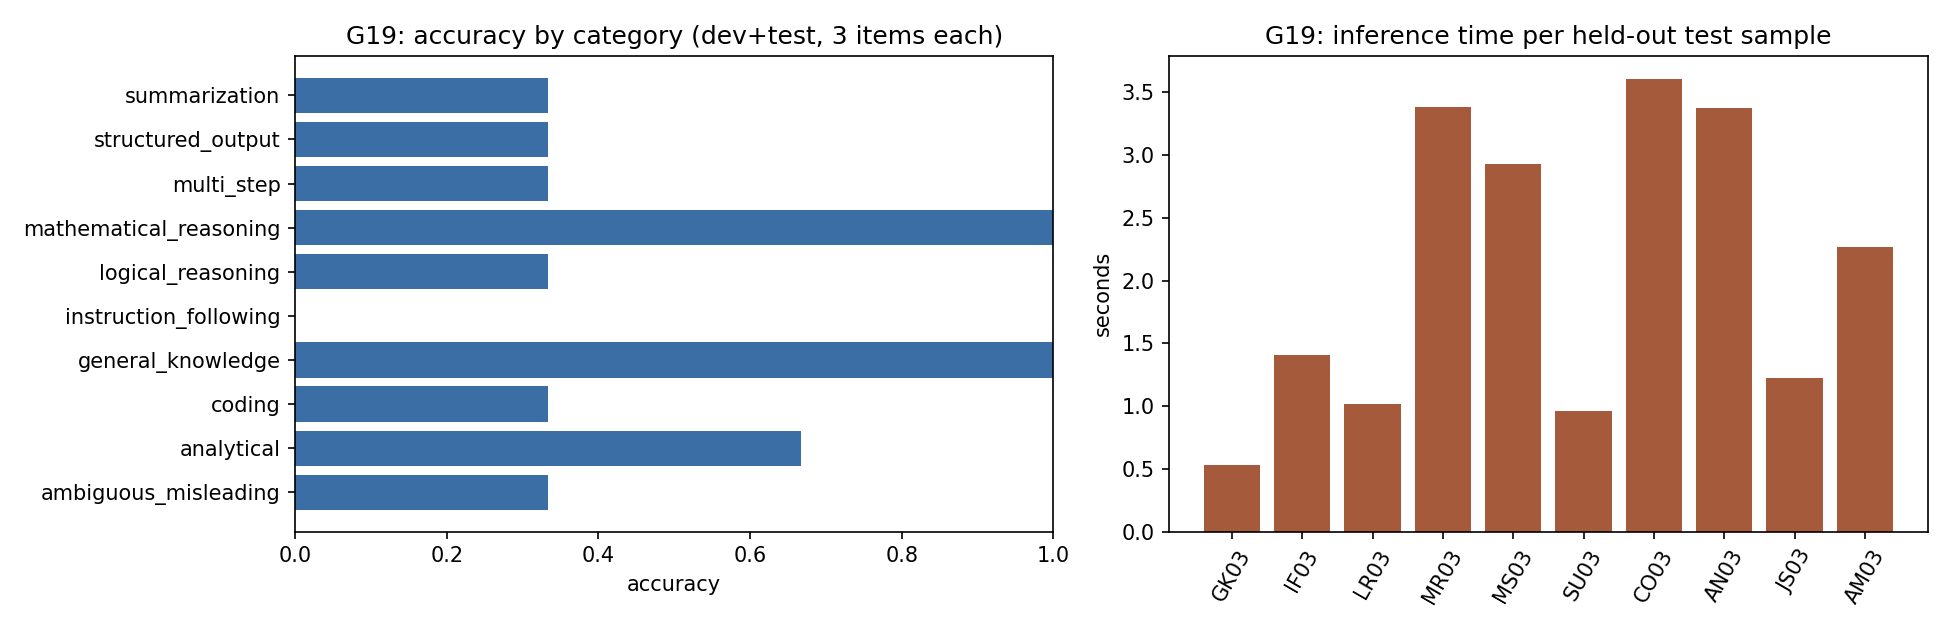 G19: accuracy by category (dev+test, 3 items each)
summarization
structured_output
multi_step
mathematical_reasoning
logical_reasoning
instruction_following
general_knowledge
coding
analytical
ambiguous_misleading
0.0 0.2 0.4 0.6 0.8 1.0
accuracy
G19: inference time per held-out test sample
seconds
3.5
3.0
2.5
2.0
1.5
1.0
0.5
0.0
GK03 IF03 LR03 MR03 MS03 SU03 CO03 AN03 JS03 AM03